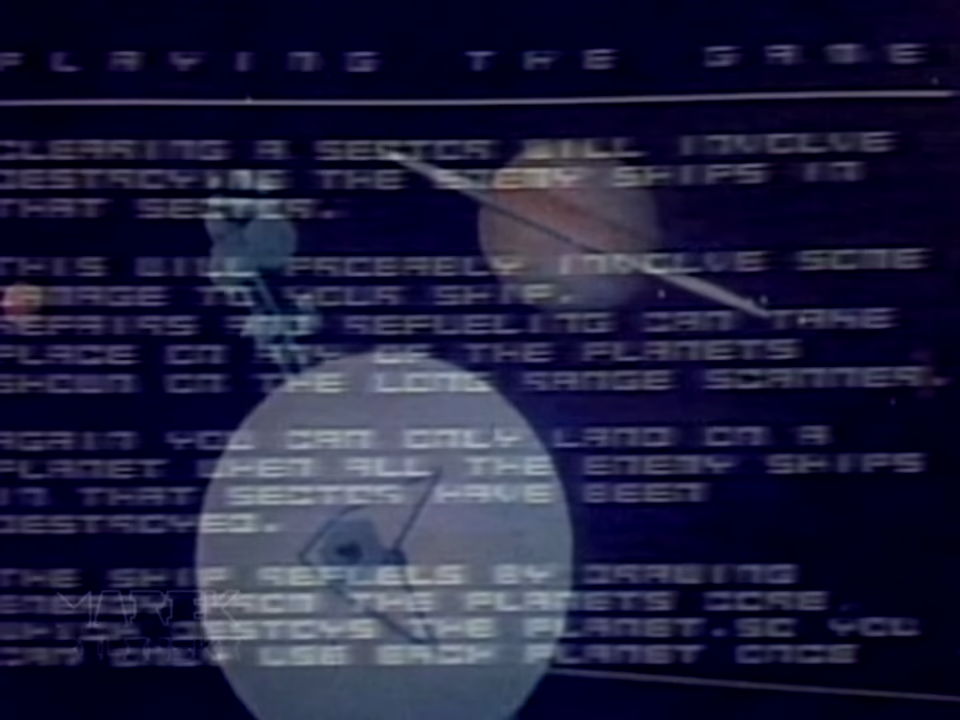 PLAYING THE GAME
CLEARING A SECTOR WILL INVOLVE
DESTROYING THE ENEMY SHIPS IN
THAT SECTOR.
THIS WILL PROBABLY INVOLVE SOME
DAMAGE TO YOUR SHIP.
REPAIRS AND REFUELING CAN TAKE
PLACE ON ANY OF THE PLANETS
SHOWN ON THE LONG RANGE SCANNER.
AGAIN YOU CAN ONLY LAND ON A
PLANET WHEN ALL THE ENEMY SHIPS
IN THAT SECTOR HAVE BEEN
DESTROYED.
THE SHIP REFUELS BY DRAWING
ENERGY FROM THE PLANETS CORE,
WHICH DESTOYS THE PLANET.SO YOU
CAN ONLY USE EACH PLANET ONCE
MAREK